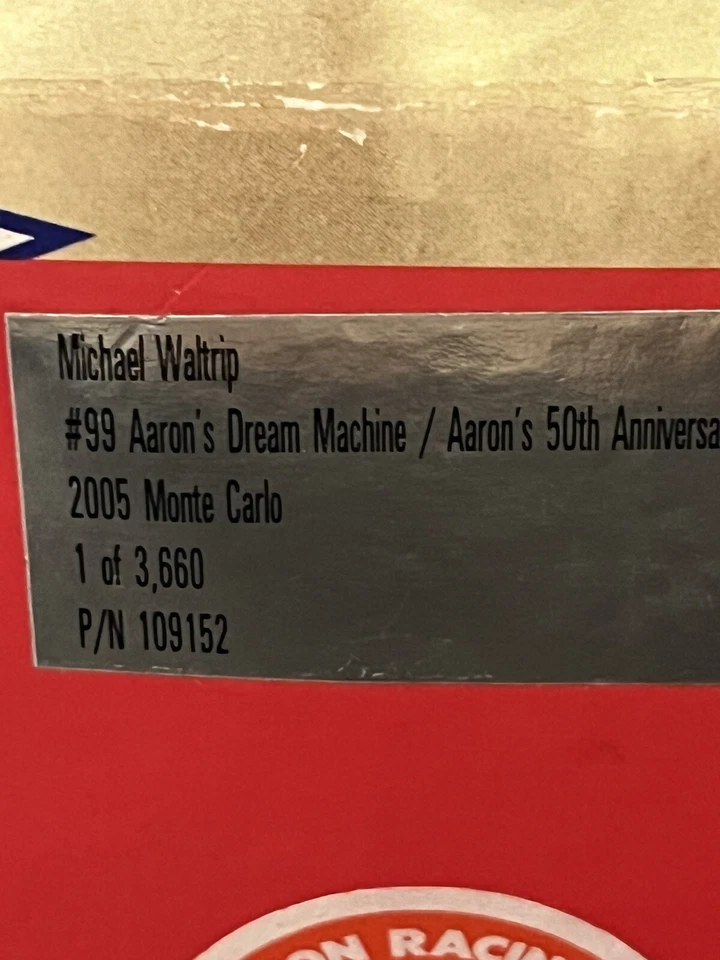 Michael Waltrip
#99 Aaron's Dream Machine / Aaron's 50th Anniversa
2005 Monte Carlo
1 of 3,660
P/N 109152
ON RACIN